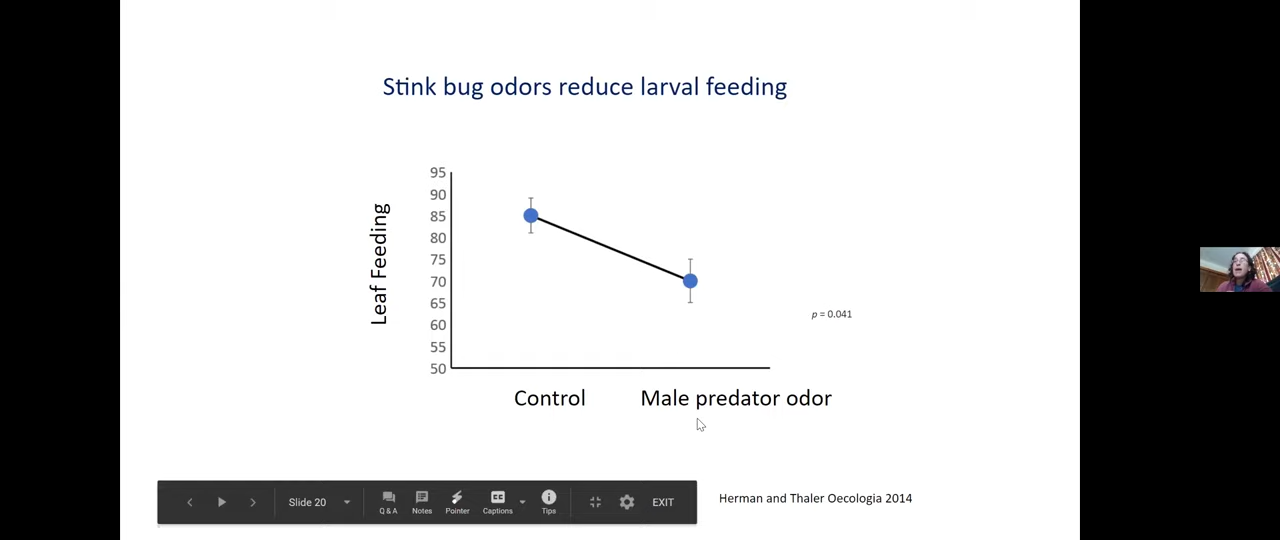 Stink bug odors reduce larval feeding
95
90
85
80
75
70
65
60
55
50
Leaf Feeding
p = 0.041
Control
Male predator odor
Slide 20
Q & A
Notes
Pointer
Captions
Tips
EXIT
CC
Herman and Thaler Oecologia 2014